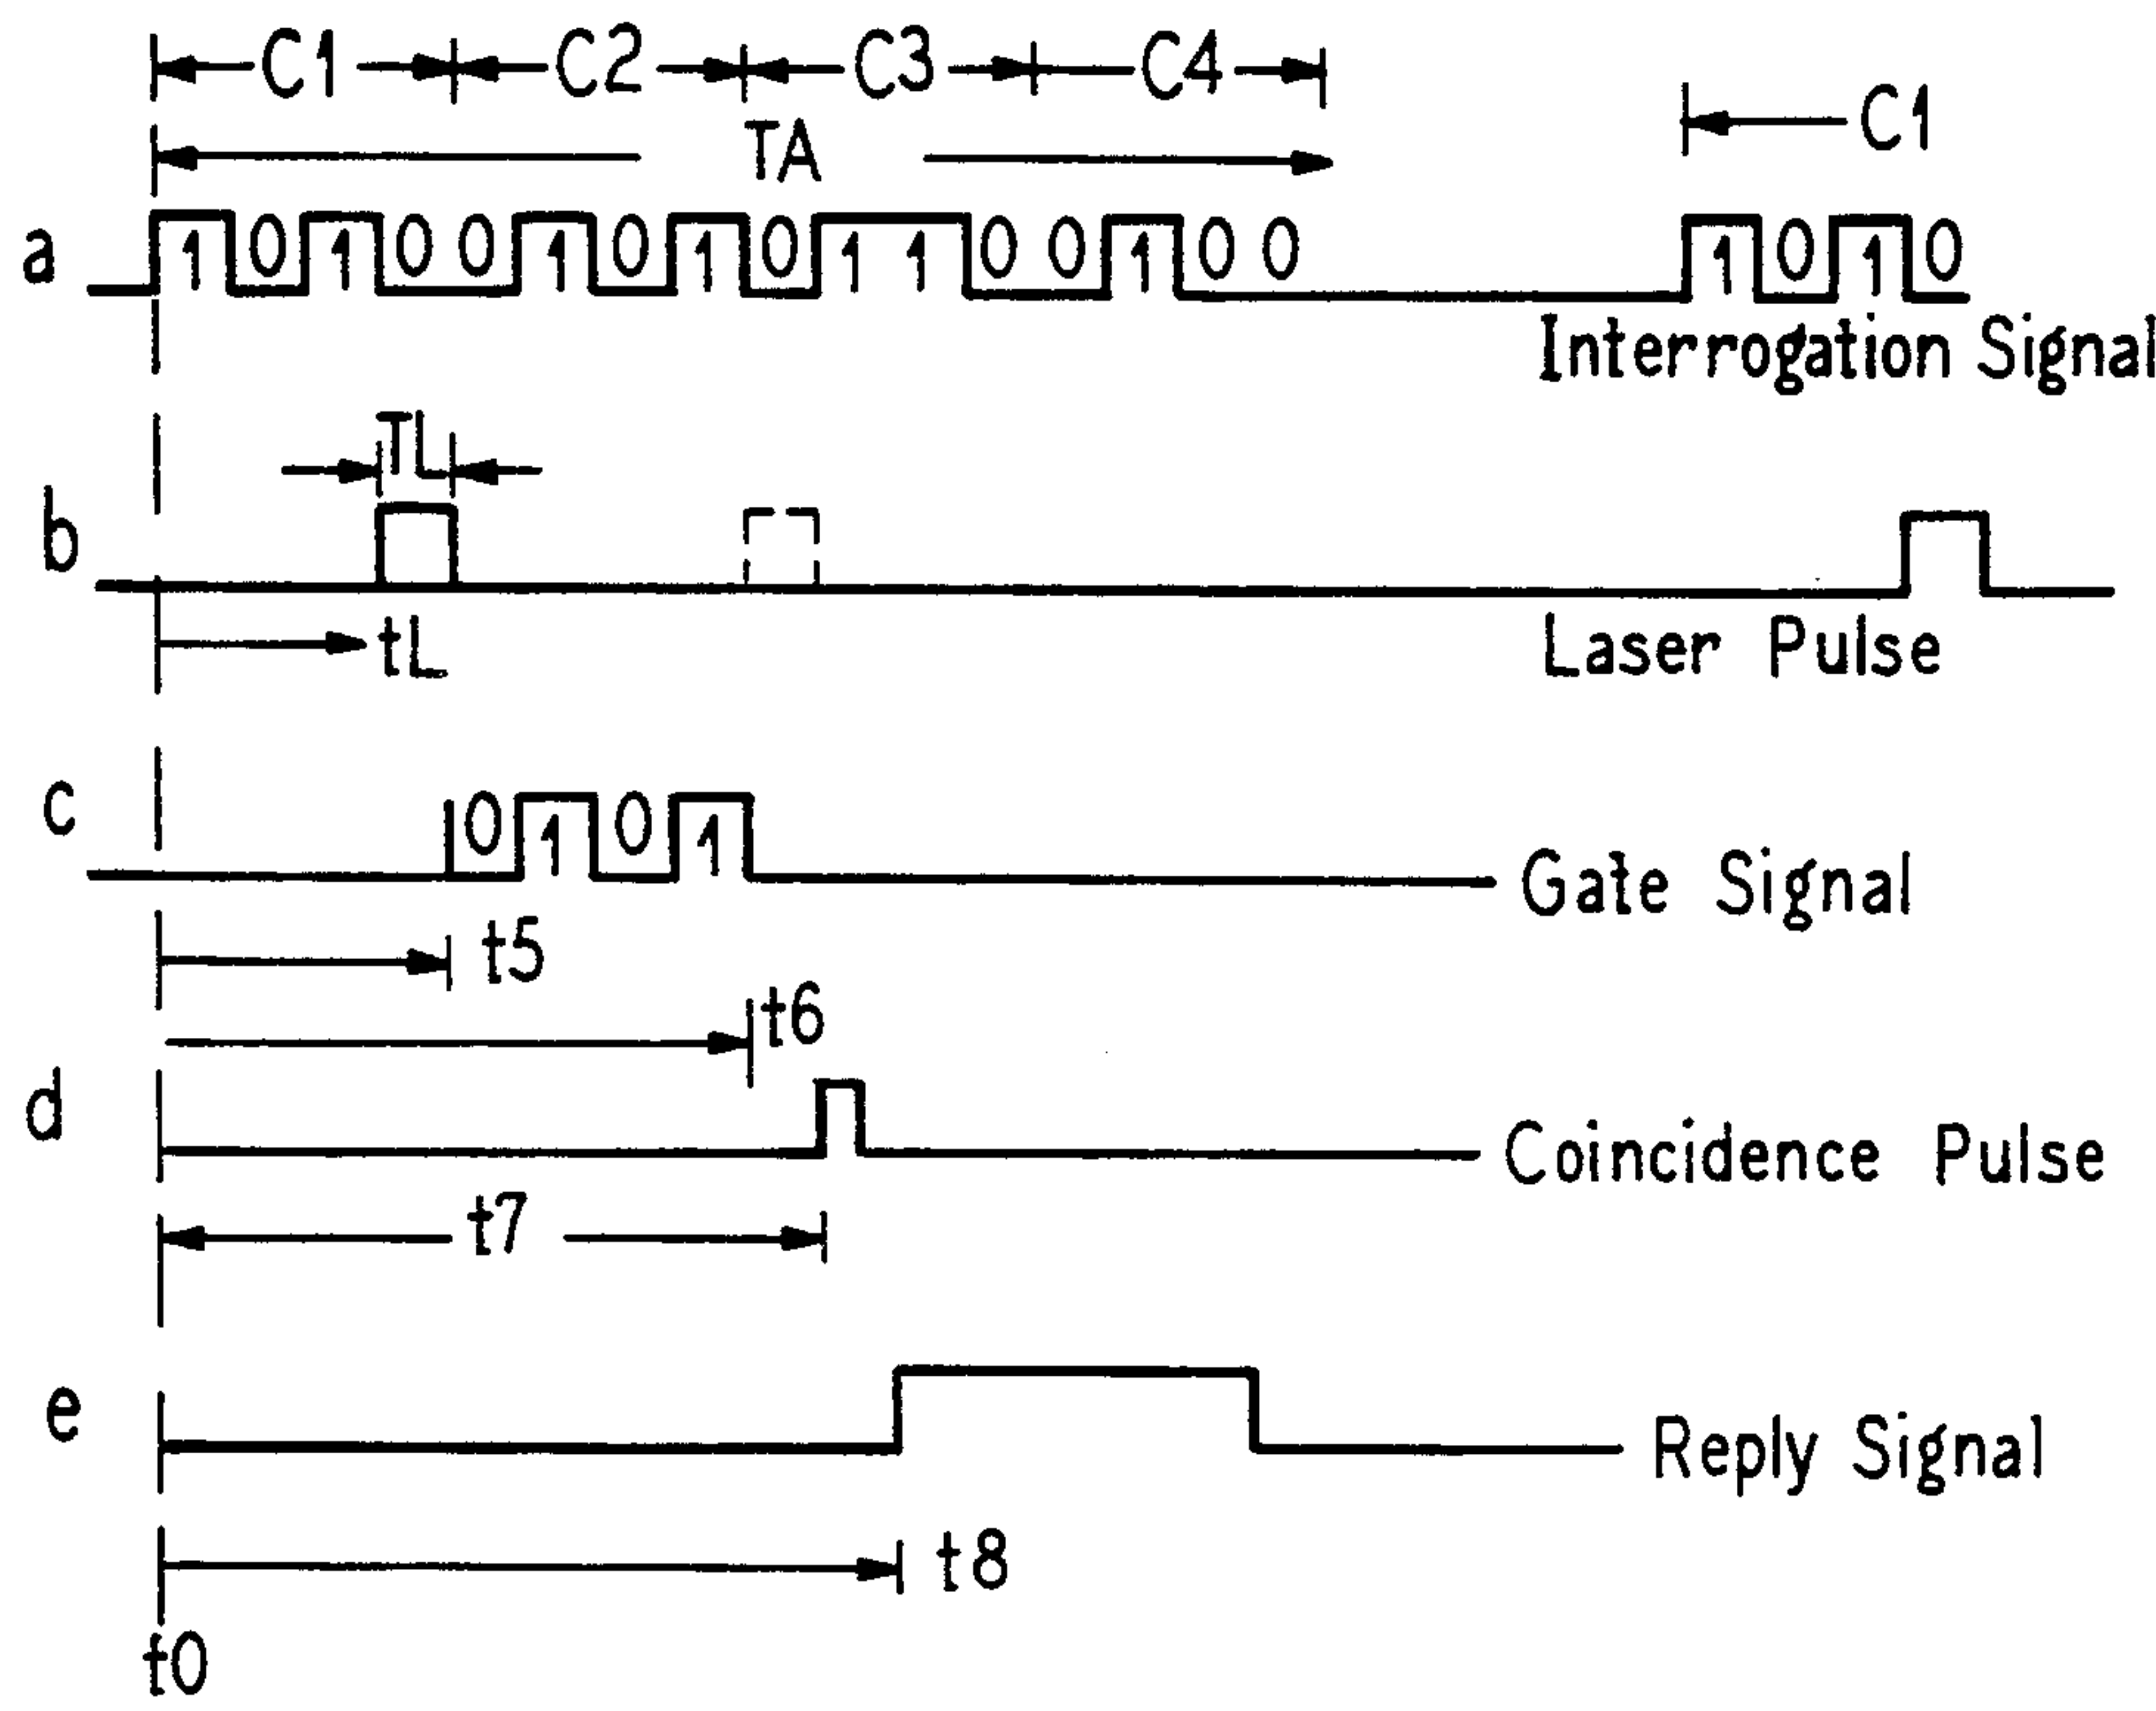 C1 C2 C3 C4
C1
TA
a 1 0 1 0 0 1 0 1 0 1 1 0 0 1 0 0 1 0 1 0
Interrogation Signal
TL
b
tL
Laser Pulse
c 0 1 0 1
Gate Signal
t5
t6
d
Coincidence Pulse
t7
e
Reply Signal
t8
t0